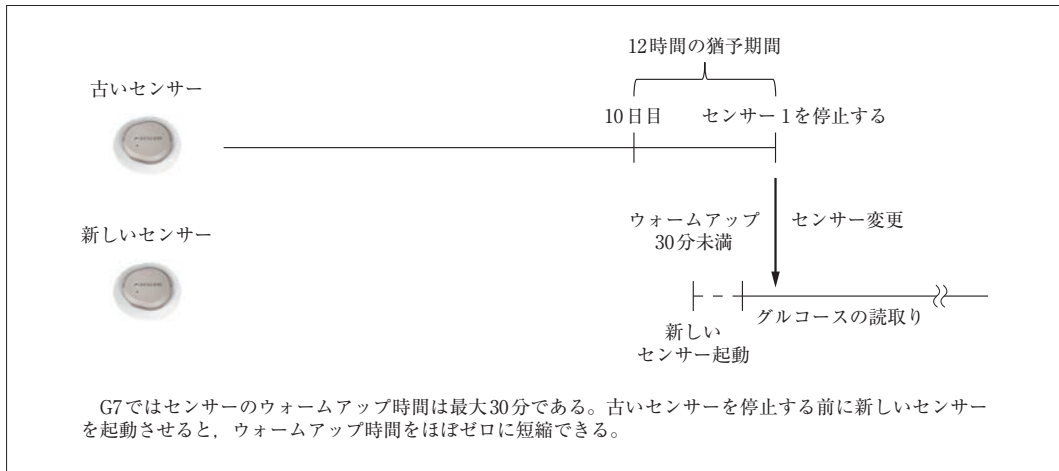 12時間の猶予期間
古いセンサー
10日目
センサー1を停止する
新しいセンサー
ウォームアップ
30分未満
センサー変更
グルコースの読取り
新しい
センサー起動
G7ではセンサーのウォームアップ時間は最大30分である。古いセンサーを停止する前に新しいセンサー
を起動させると，ウォームアップ時間をほぼゼロに短縮できる。